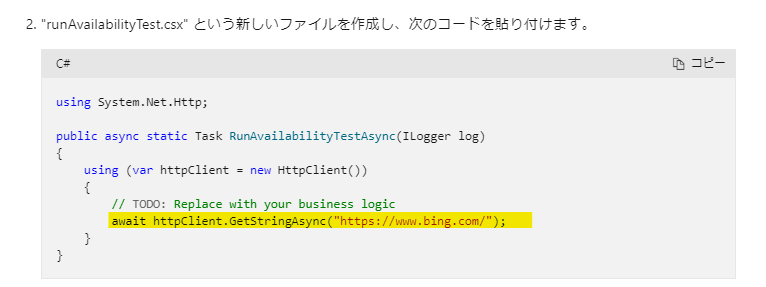 2. "runAvailabilityTest.csx" という新しいファイルを作成し、次のコードを貼り付けます。
C# コピー
using System.Net.Http;
public async static Task RunAvailabilityTestAsync(ILogger log)
{
using (var httpClient = new HttpClient())
{
// TODO: Replace with your business logic
await httpClient.GetStringAsync("https://www.bing.com/");
}
}